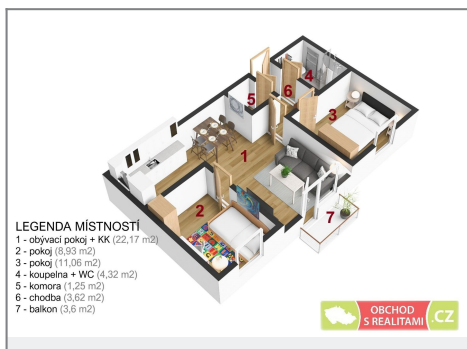 4
5
6
3
1
2
7
LEGENDA MÍSTNOSTÍ
1 - obývací pokoj + KK (22,17 m2)
2 - pokoj (8,93 m2)
3 - pokoj (11,06 m2)
4 - koupelna + WC (4,32 m2)
5 - komora (1,25 m2)
6 - chodba (3,62 m2)
7 - balkon (3,6 m2)
OBCHOD
S REALITAMI .CZ